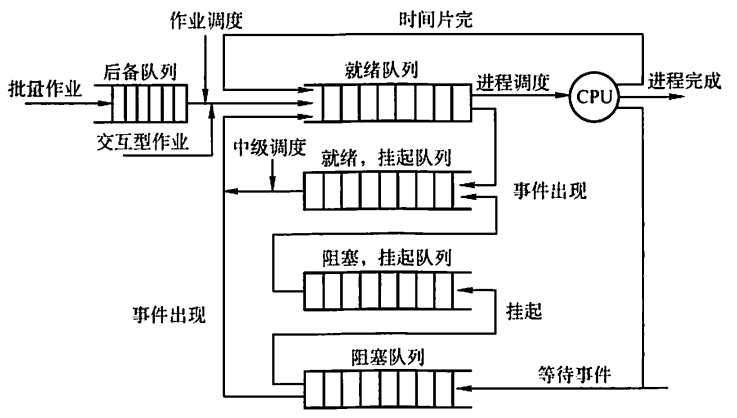 作业调度
时间片完
后备队列
就绪队列
批量作业
进程调度
CPU
进程完成
交互型作业
中级调度
就绪，挂起队列
事件出现
阻塞，挂起队列
事件出现
挂起
阻塞队列
等待事件